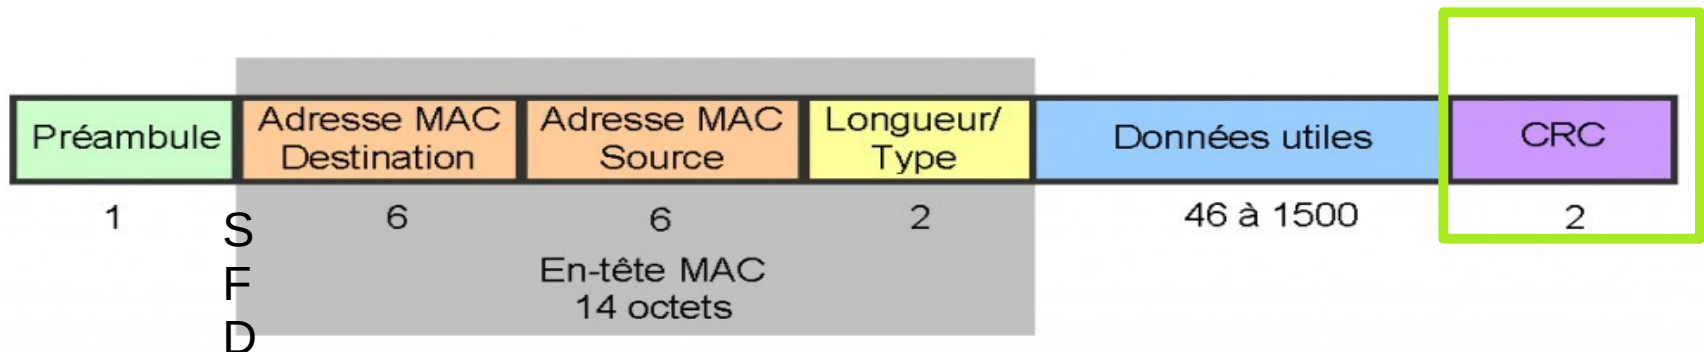 Préambule
Adresse MAC
Destination
Adresse MAC
Source
Longueur/
Type
Données utiles
CRC
1
S
F
D
6
6
2
46 à 1500
2
En-tête MAC
14 octets